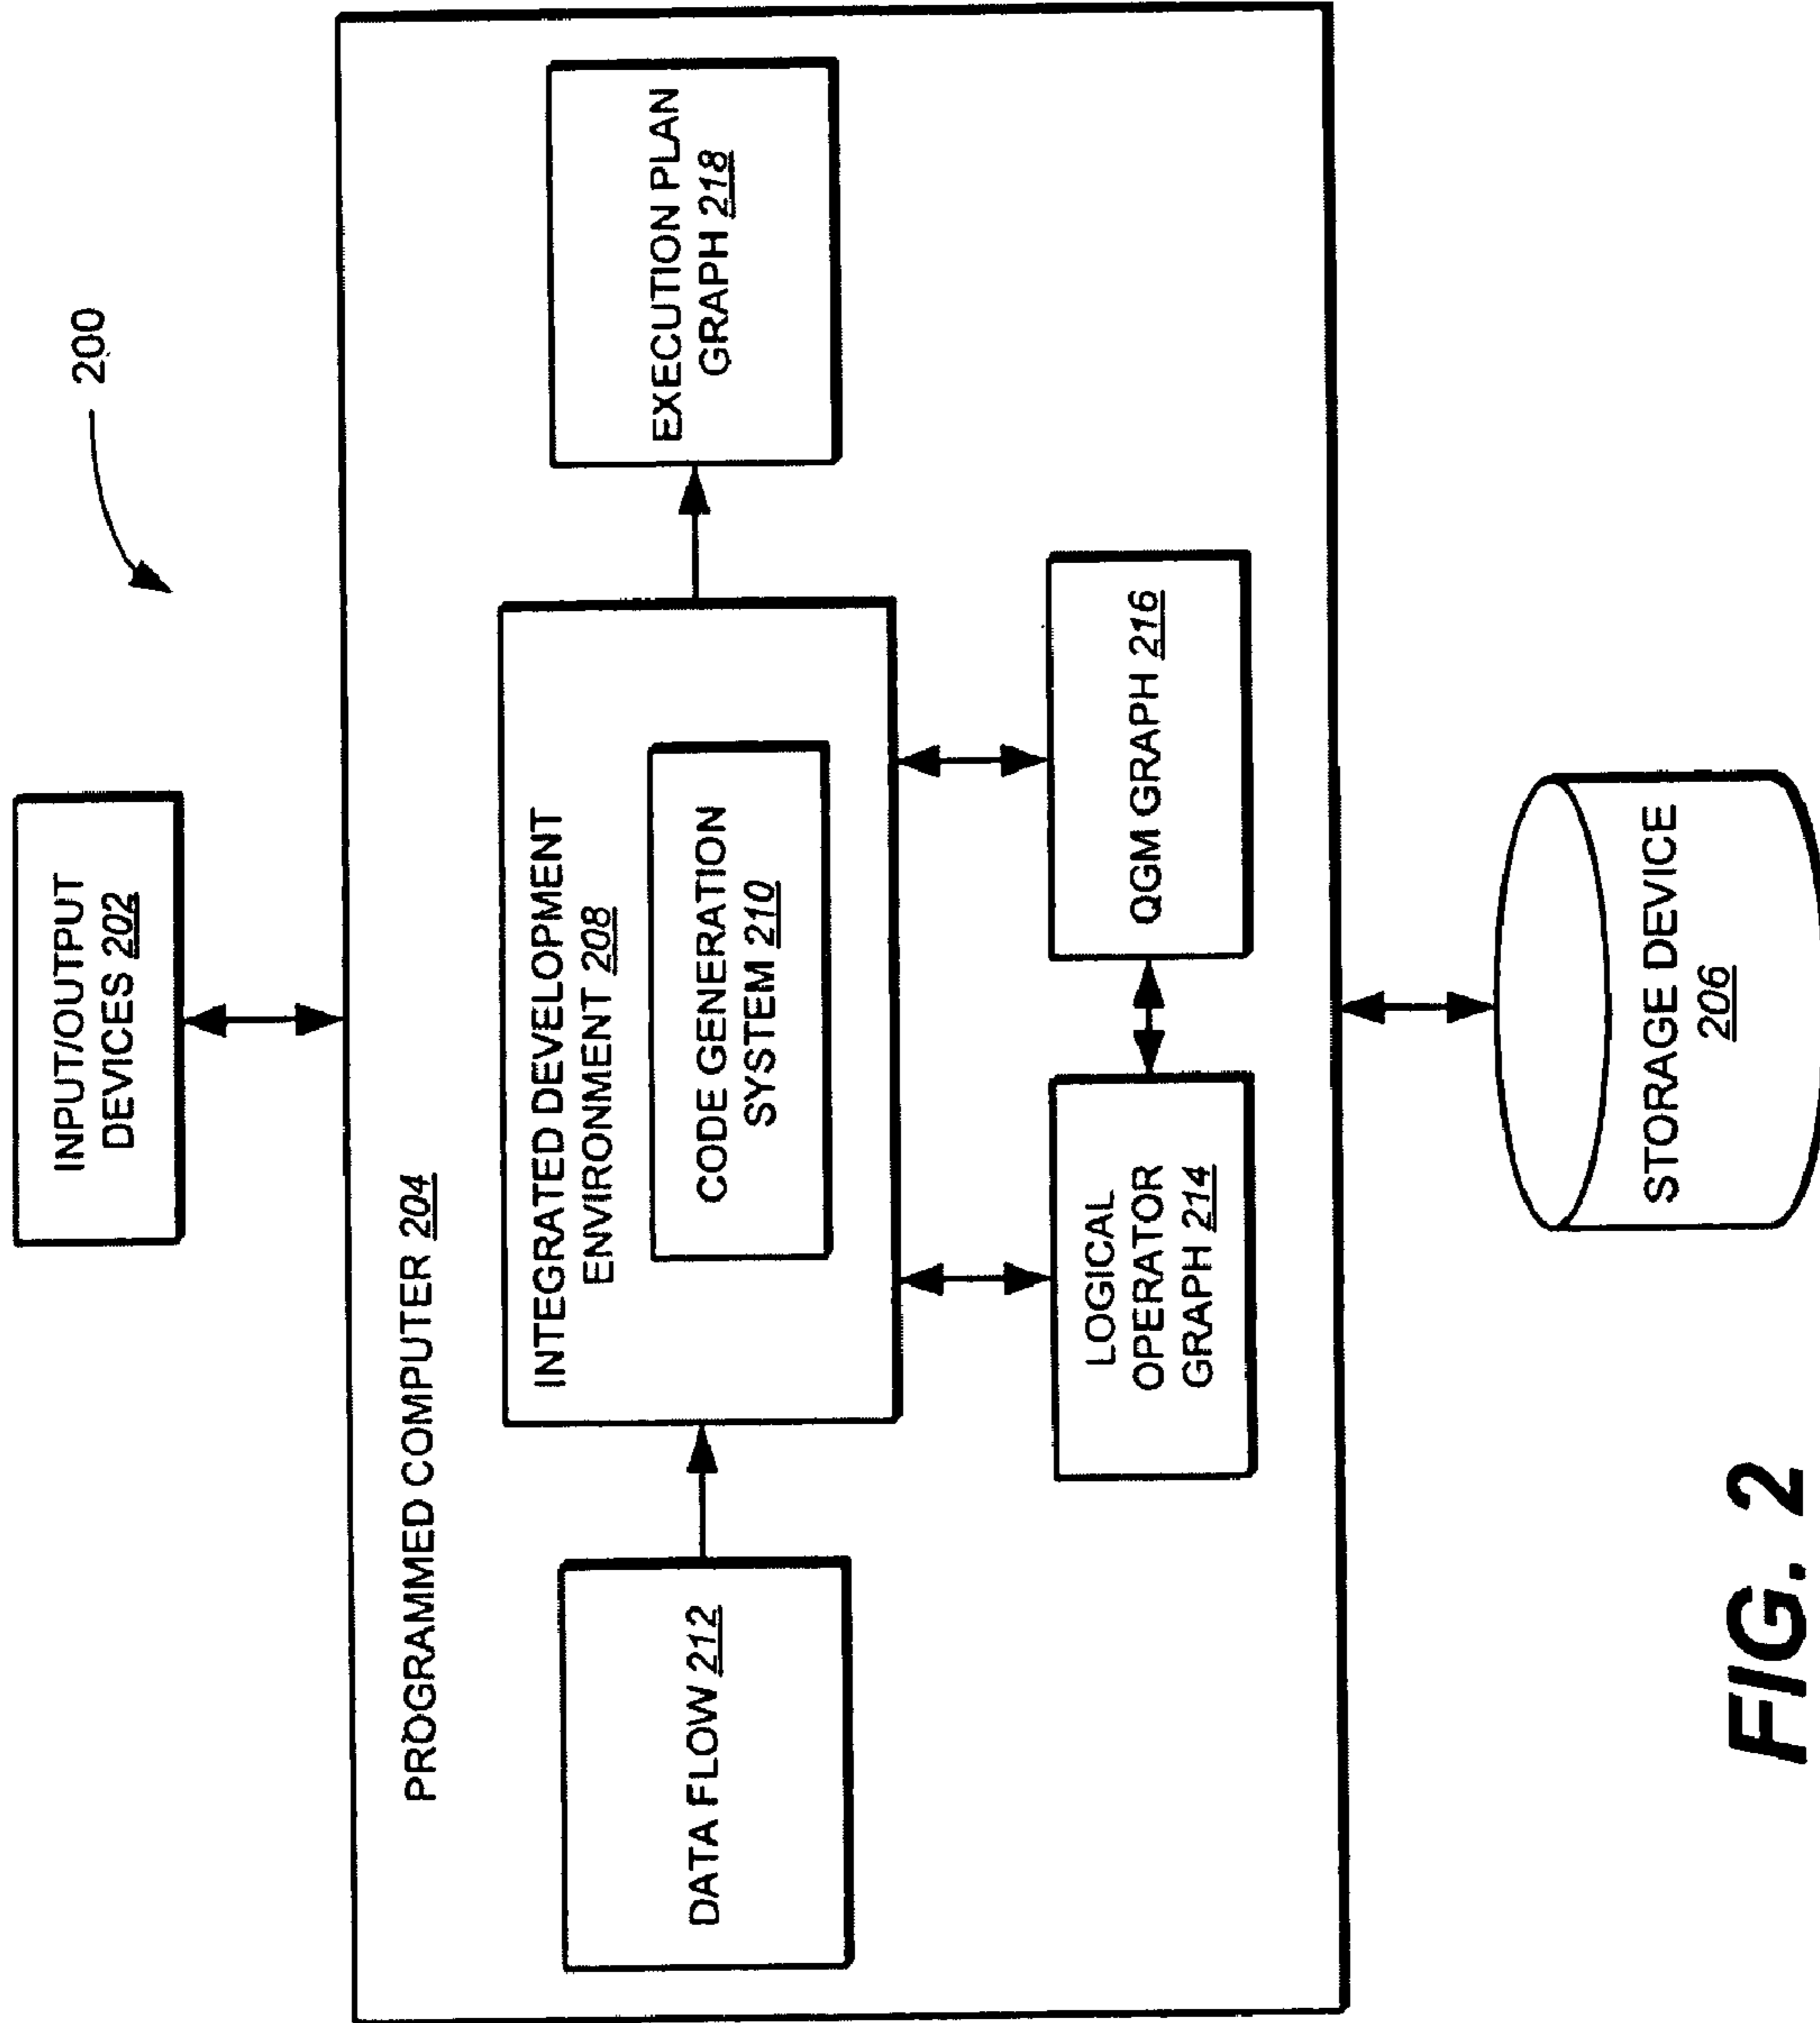 200
INPUT/OUTPUT
DEVICES 202
PROGRAMMED COMPUTER 204
INTEGRATED DEVELOPMENT
ENVIRONMENT 208
CODE GENERATION
SYSTEM 210
DATA FLOW 212
EXECUTION PLAN
GRAPH 218
LOGICAL
OPERATOR
GRAPH 214
QGM GRAPH 216
STORAGE DEVICE
206
FIG. 2